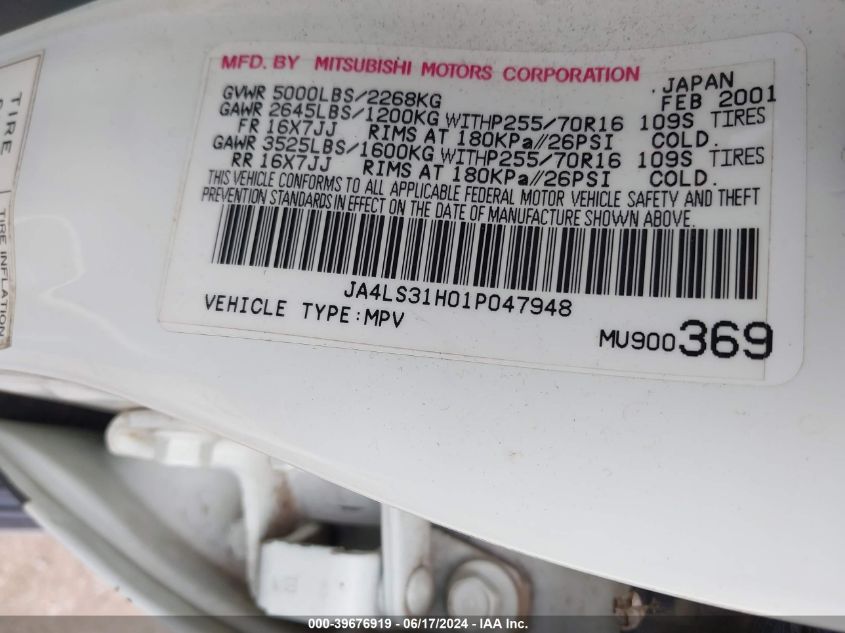 MFD. BY MITSUBISHI MOTORS CORPORATION
JAPAN
GVWR 5000LBS/2268KG FEB 2001
GAWR 2645LBS/1200KG WITHP255/70R16 109S TIRES
FR 16X7JJ RIMS AT 180KPa//26PSI COLD.
GAWR 3525LBS/1600KG WITHP255/70R16 109S TIRES
RR 16X7JJ RIMS AT 180KPa//26PSI COLD.
THIS VEHICLE CONFORMS TO ALL APPLICABLE FEDERAL MOTOR VEHICLE SAFETY AND THEFT
PREVENTION STANDARDS IN EFFECT ON THE DATE OF MANUFACTURE SHOWN ABOVE.
JA4LS31H01P047948
VEHICLE TYPE:MPV
MU900369
TIRE
TIRE INFLATION
000-39676919 / 06/17/2024 - IAA Inc.